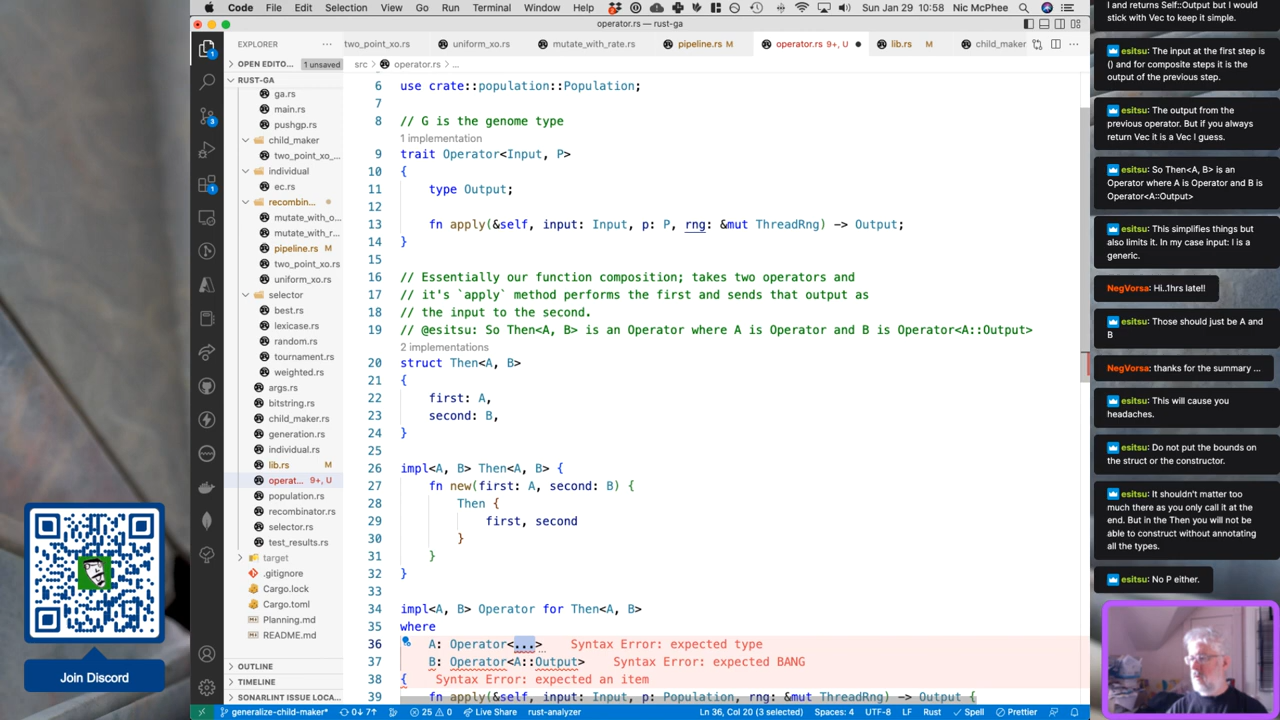 Code File Edit Selection View Go Run Terminal Window Help Sun Jan 29 10:58 Nic McPhee
operator.rs — rust-ga
EXPLORER
two_point_xo.rs uniform_xo.rs mutate_with_rate.rs pipeline.rs M operator.rs 9+, U lib.rs M child_maker
OPEN EDITO... 1 unsaved
src > operator.rs > ...
RUST-GA
ga.rs
main.rs
pushgp.rs
child_maker
two_point_xo_...
individual
ec.rs
recombin...
mutate_with_o...
mutate_with_r...
pipeline.rs M
two_point_xo.rs
uniform_xo.rs
selector
best.rs
lexicase.rs
random.rs
tournament.rs
weighted.rs
args.rs
bitstring.rs
child_maker.rs
generation.rs
individual.rs
lib.rs M
operat... 9+, U
population.rs
recombinator.rs
selector.rs
test_results.rs
target
.gitignore
Cargo.lock
Cargo.toml
Planning.md
README.md
OUTLINE
TIMELINE
SONARLINT ISSUE LOCA...
6 use crate::population::Population;
7
8 // G is the genome type
1 implementation
9 trait Operator<Input, P>
10 {
11 type Output;
12
13 fn apply(&self, input: Input, p: P, rng: &mut ThreadRng) -> Output;
14 }
15
16 // Essentially our function composition; takes two operators and
17 // it's `apply` method performs the first and sends that output as
18 // the input to the second.
19 // @esitsu: So Then<A, B> is an Operator where A is Operator and B is Operator<A::Output>
2 implementations
20 struct Then<A, B>
21 {
22 first: A,
23 second: B,
24 }
25
26 impl<A, B> Then<A, B> {
27 fn new(first: A, second: B) {
28 Then {
29 first, second
30 }
31 }
32 }
33
34 impl<A, B> Operator for Then<A, B>
35 where
36 A: Operator<...> Syntax Error: expected type
37 B: Operator<A::Output> Syntax Error: expected BANG
38 { Syntax Error: expected an item
39 fn apply(&self, input: Input, p: Population, rng: &mut ThreadRng) -> Output {
generalize-child-maker* 0↓ 7↑ 25 0 Live Share rust-analyzer Ln 36, Col 20 (3 selected) Spaces: 4 UTF-8 LF Rust Spell Prettier
I and returns Self::Output but I would
stick with Vec to keep it simple.
esitsu: The input at the first step is
() and for composite steps it is the
output of the previous step.
esitsu: The output from the
previous operator. But if you always
return Vec it is a Vec I guess.
esitsu: So Then<A, B> is an
Operator where A is Operator and B is
Operator<A::Output>
esitsu: This simplifies things but
also limits it. In my case input: I is a
generic.
NegVorsa: Hi..1hrs late!!
esitsu: Those should just be A and
B
NegVorsa: thanks for the summary ...
esitsu: This will cause you
headaches.
esitsu: Do not put the bounds on
the struct or the constructor.
esitsu: It shouldn't matter too
much there as you only call it at the
end. But in the Then you will not be
able to construct without annotating
all the types.
esitsu: No P either.
Join Discord